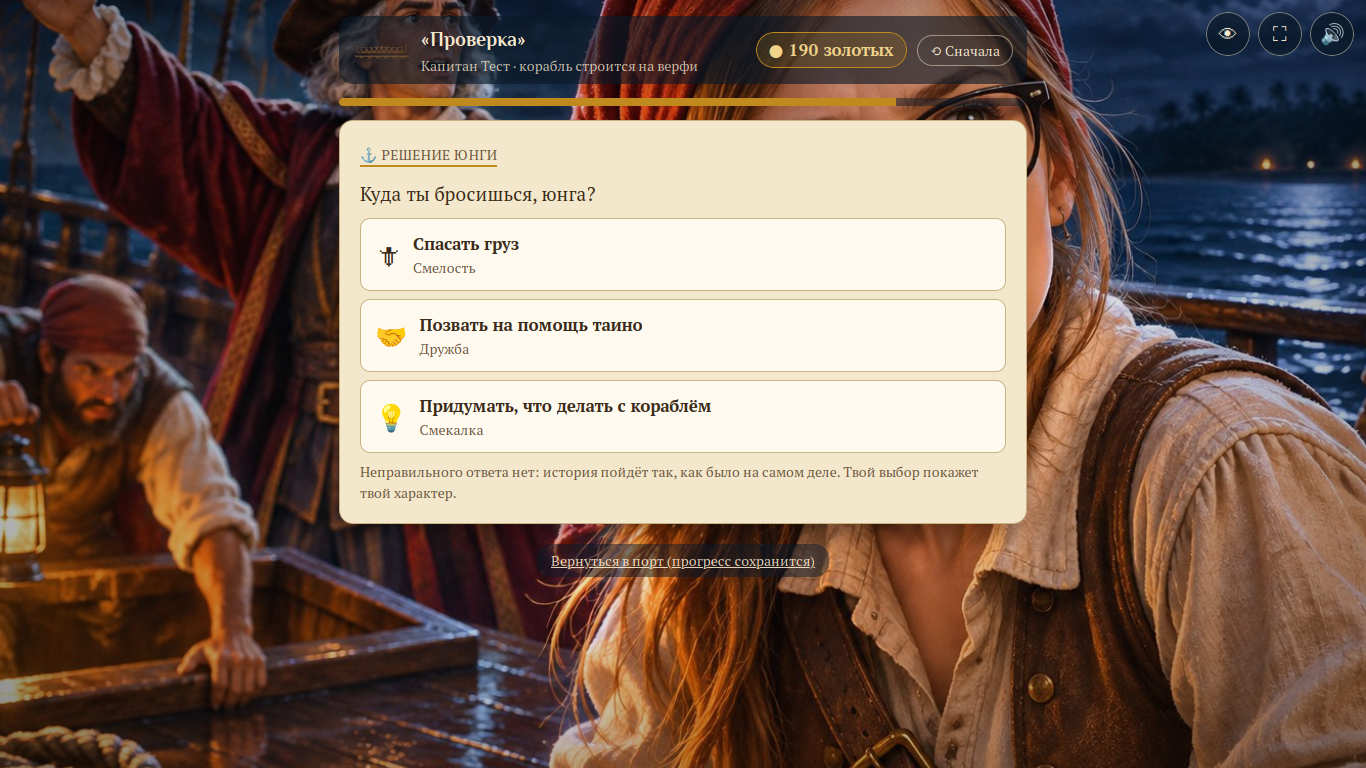 «Проверка»
Капитан Тест · корабль строится на верфи
190 золотых
⟲ Сначала
⚓ РЕШЕНИЕ ЮНГИ
Куда ты бросишься, юнга?
Спасать груз
Смелость
Позвать на помощь таино
Дружба
Придумать, что делать с кораблём
Смекалка
Неправильного ответа нет: история пойдёт так, как было на самом деле. Твой выбор покажет
твой характер.
Вернуться в порт (прогресс сохранится)